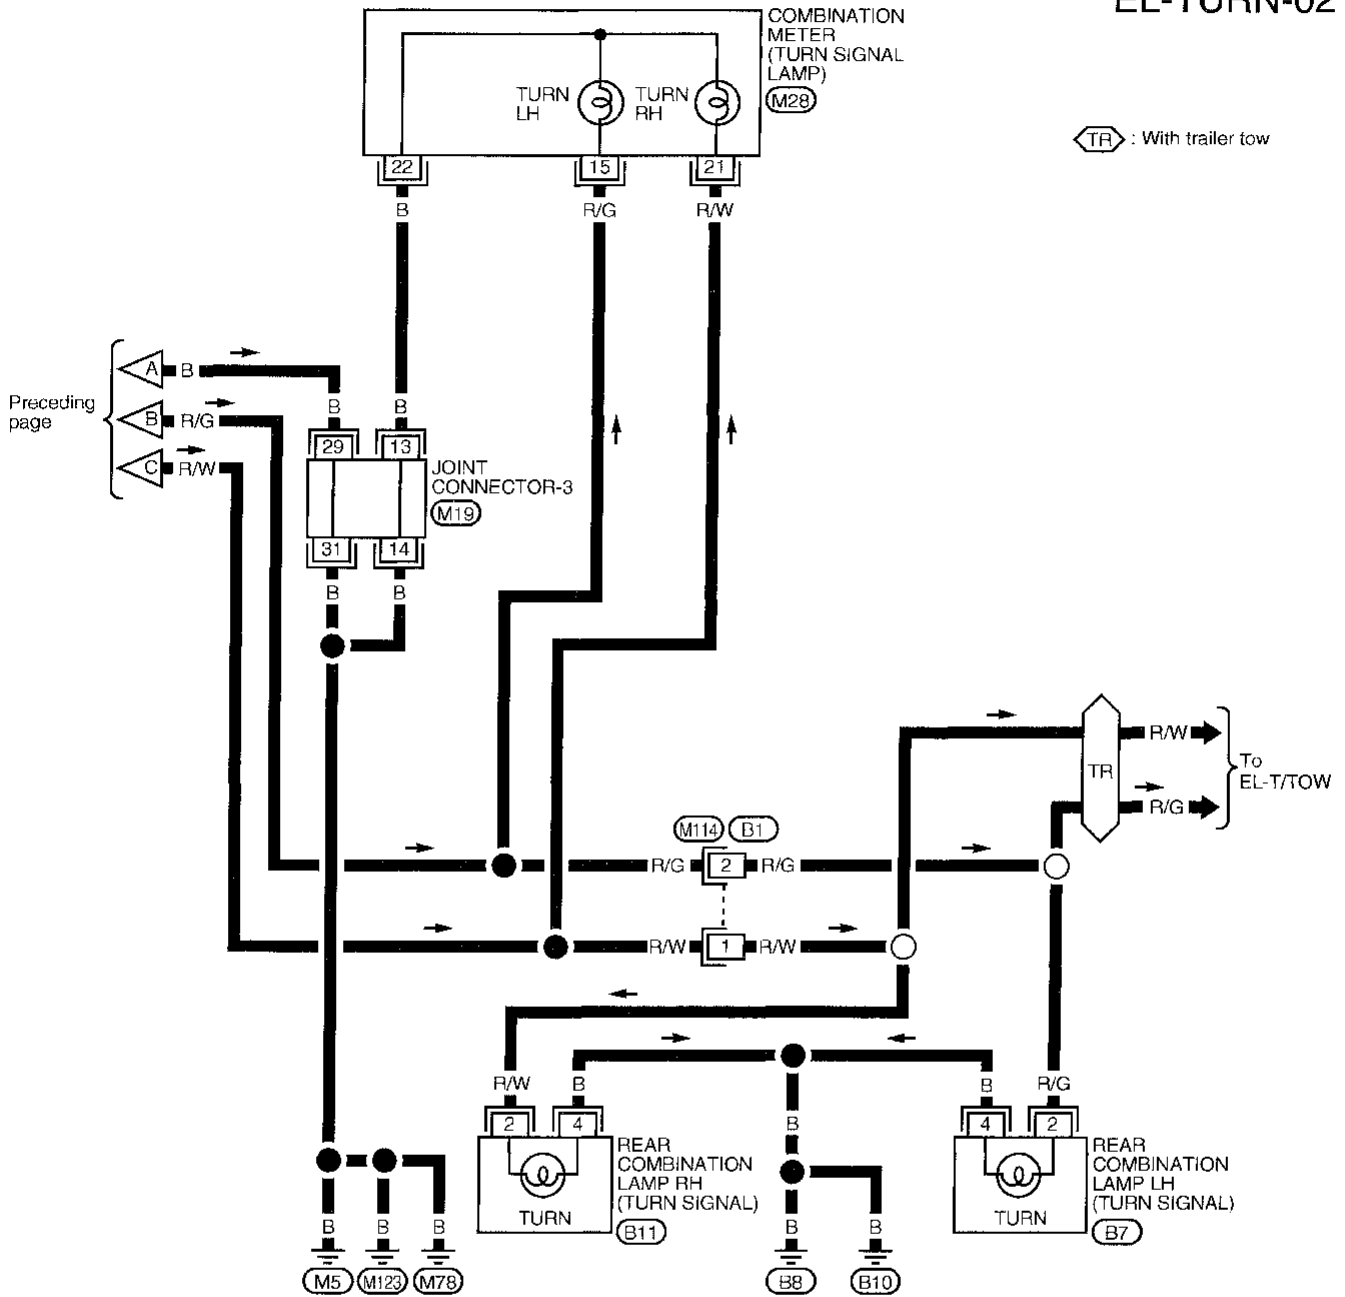 EL-TURN-02
COMBINATION
METER
(TURN SIGNAL
LAMP)
M28
TURN
LH
TURN
RH
TR : With trailer tow
22
15
21
B
R/G
R/W
Preceding
page
A
B
B
R/G
C
R/W
B
B
29
13
JOINT
CONNECTOR-3
M19
31
14
B
B
R/W
TR
To
EL-T/TOW
R/G
M114
B1
R/G
2
R/G
R/W
1
R/W
R/W
B
B
R/G
2
4
B
4
2
REAR
COMBINATION
LAMP RH
(TURN SIGNAL)
TURN
B11
REAR
COMBINATION
LAMP LH
(TURN SIGNAL)
TURN
B7
B
B
B
B
B
M5
M123
M78
B8
B10